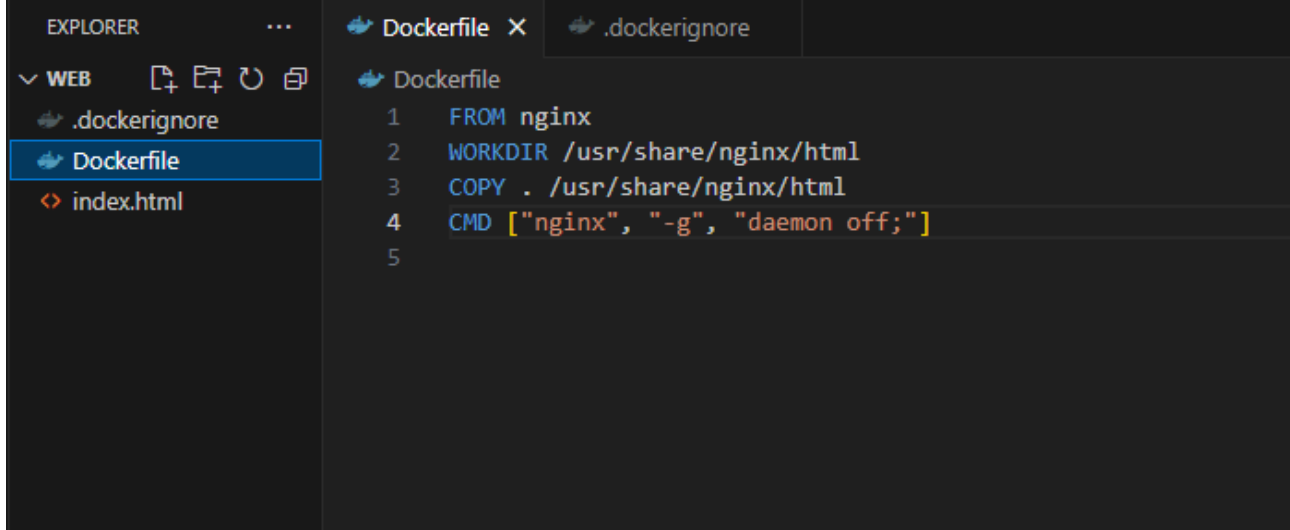 EXPLORER ...
WEB
.dockerignore
Dockerfile
index.html
Dockerfile .dockerignore
Dockerfile
1 FROM nginx
2 WORKDIR /usr/share/nginx/html
3 COPY . /usr/share/nginx/html
4 CMD ["nginx", "-g", "daemon off;"]
5